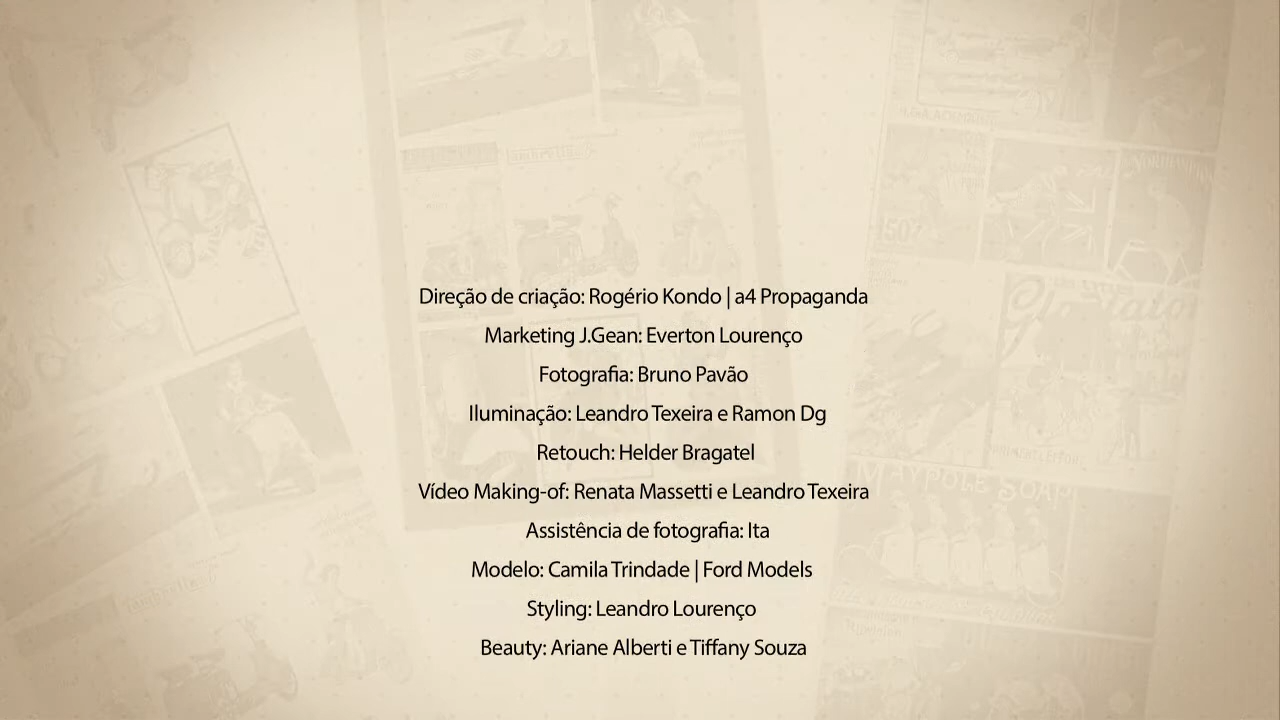 Direção de criação: Rogério Kondo | a4 Propaganda
Marketing J.Gean: Everton Lourenço
Fotografia: Bruno Pavão
Iluminação: Leandro Texeira e Ramon Dg
Retouch: Helder Bragatel
Vídeo Making-of: Renata Massetti e Leandro Texeira
Assistência de fotografia: Ita
Modelo: Camila Trindade | Ford Models
Styling: Leandro Lourenço
Beauty: Ariane Alberti e Tiffany Souza
MAYPOLE SOAP